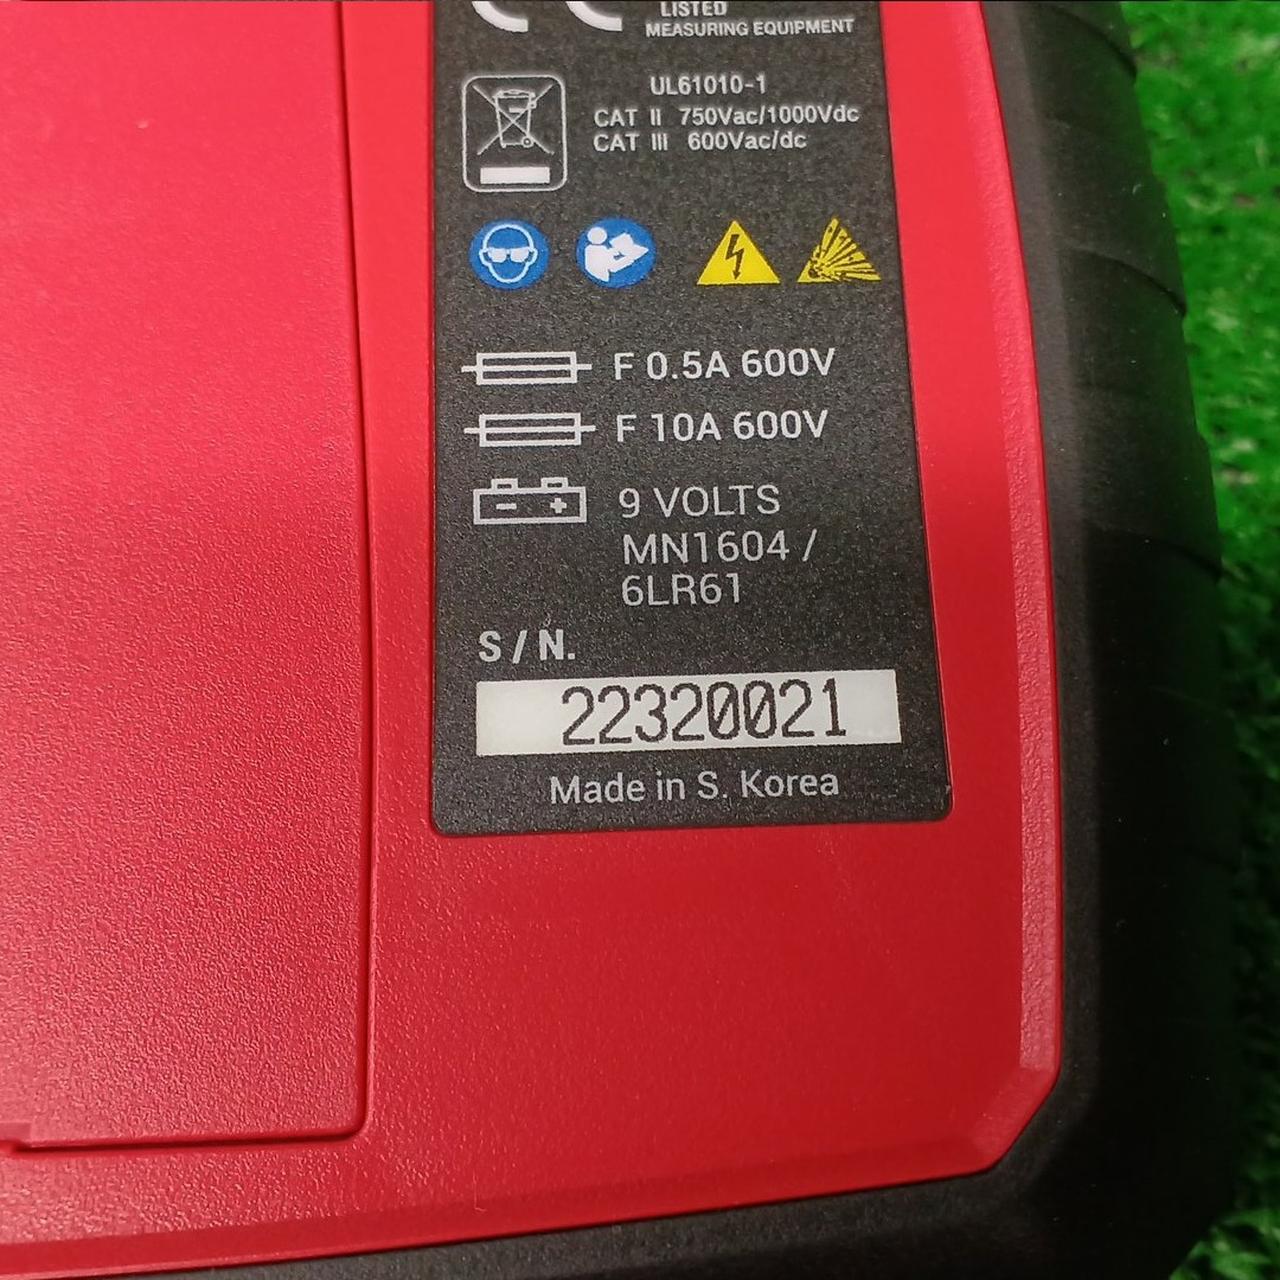 CE
LISTED
MEASURING EQUIPMENT
UL61010-1
CAT II 750Vac/1000Vdc
CAT III 600Vac/dc
F 0.5A 600V
F 10A 600V
9 VOLTS
MN1604 /
6LR61
S / N.
22320021
Made in S. Korea